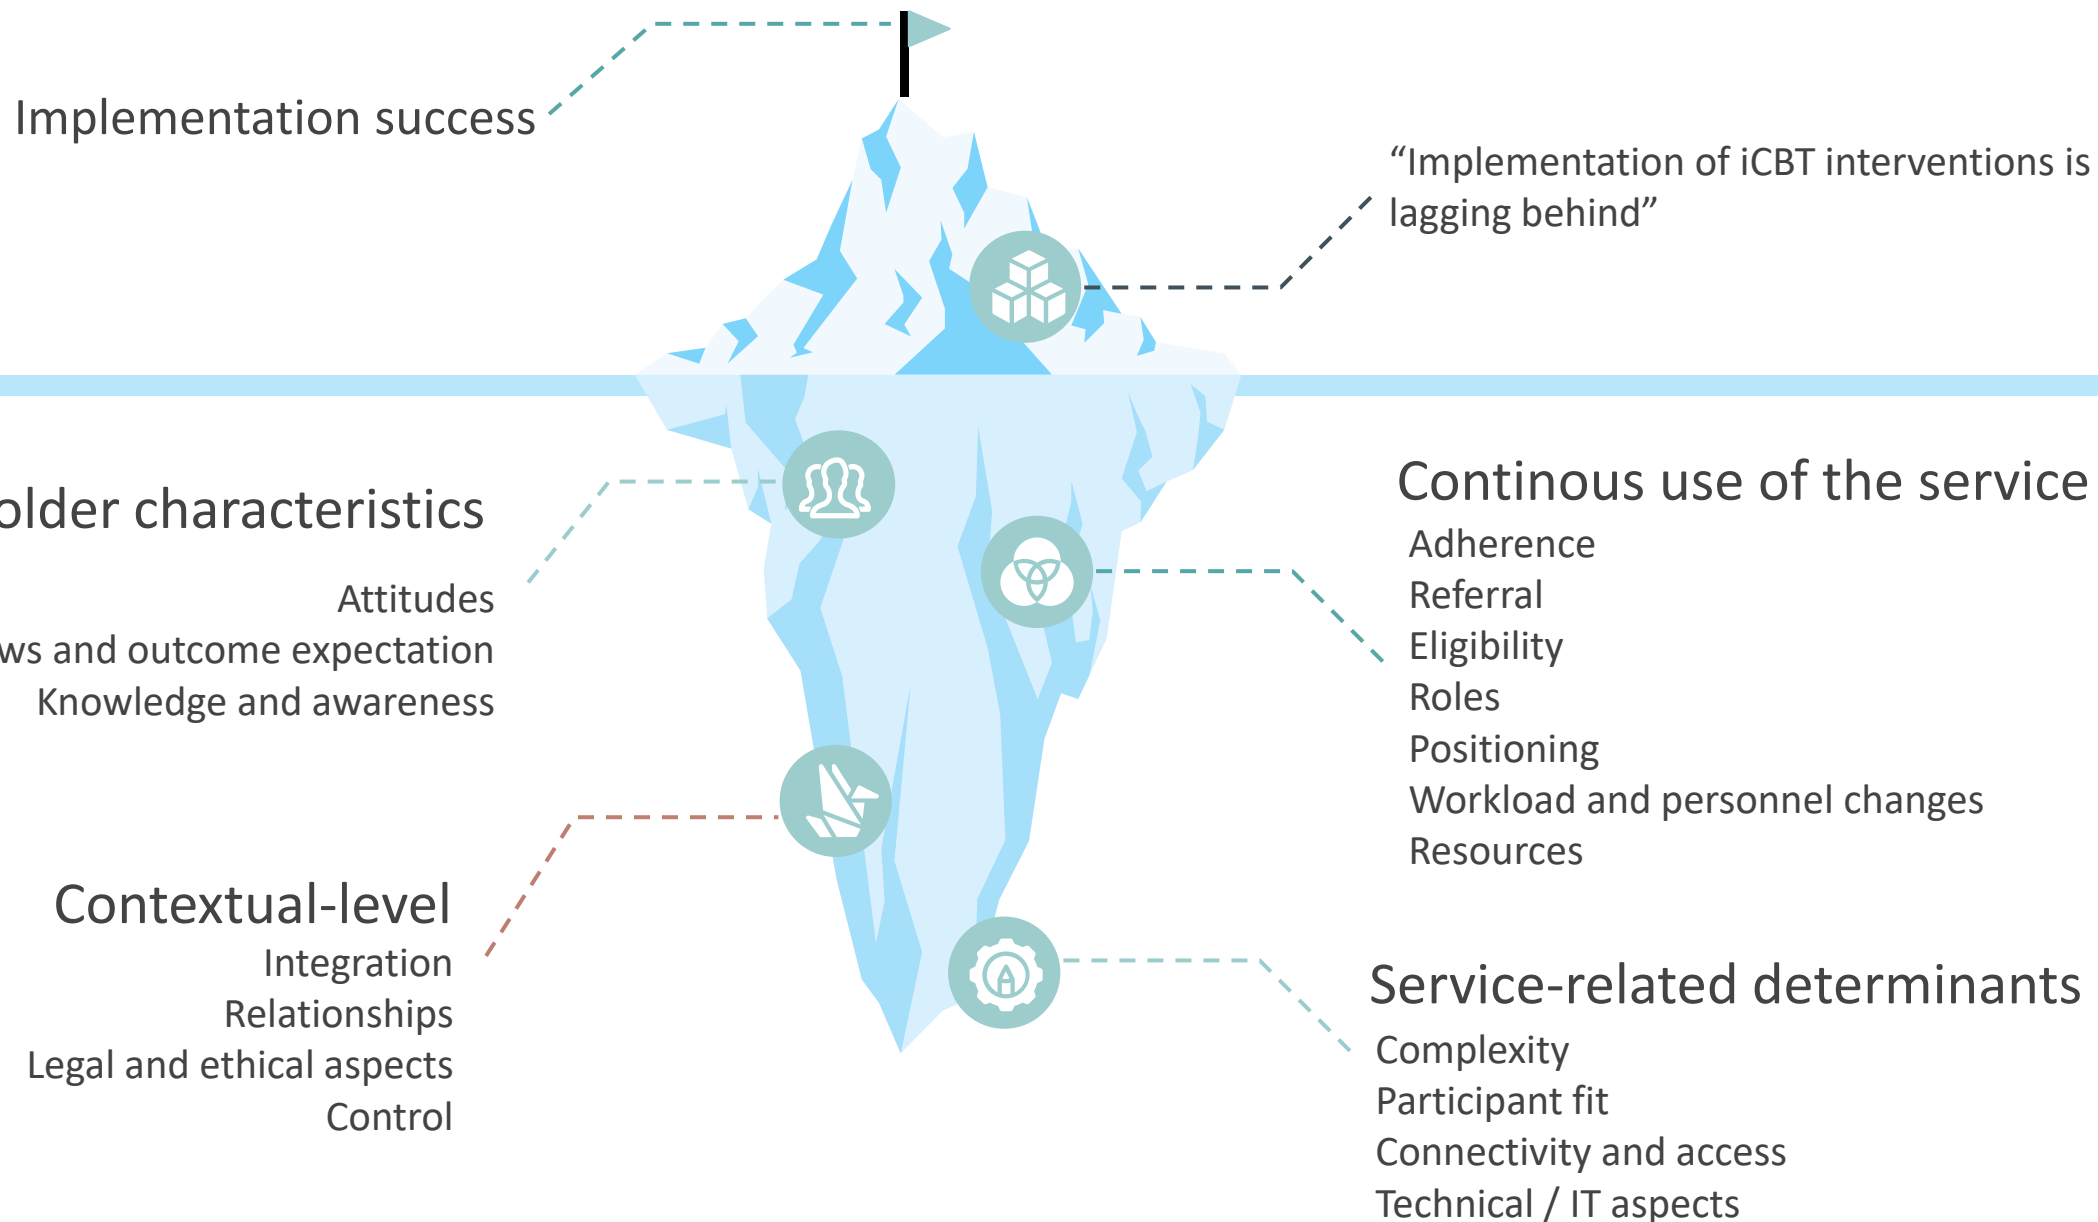 Implementation success
“Implementation of iCBT interventions is
lagging behind”
older characteristics
Attitudes
ws and outcome expectation
Knowledge and awareness
Continous use of the service
Adherence
Referral
Eligibility
Roles
Positioning
Workload and personnel changes
Resources
Contextual-level
Integration
Relationships
Legal and ethical aspects
Control
Service-related determinants
Complexity
Participant fit
Connectivity and access
Technical / IT aspects